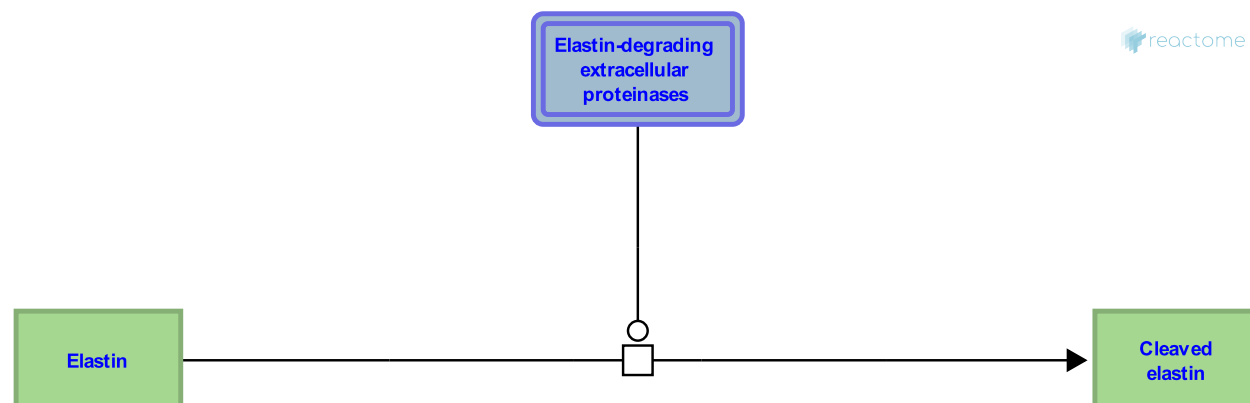 Elastin-degrading
extracellular
proteinases
reactome
Elastin
Cleaved
elastin